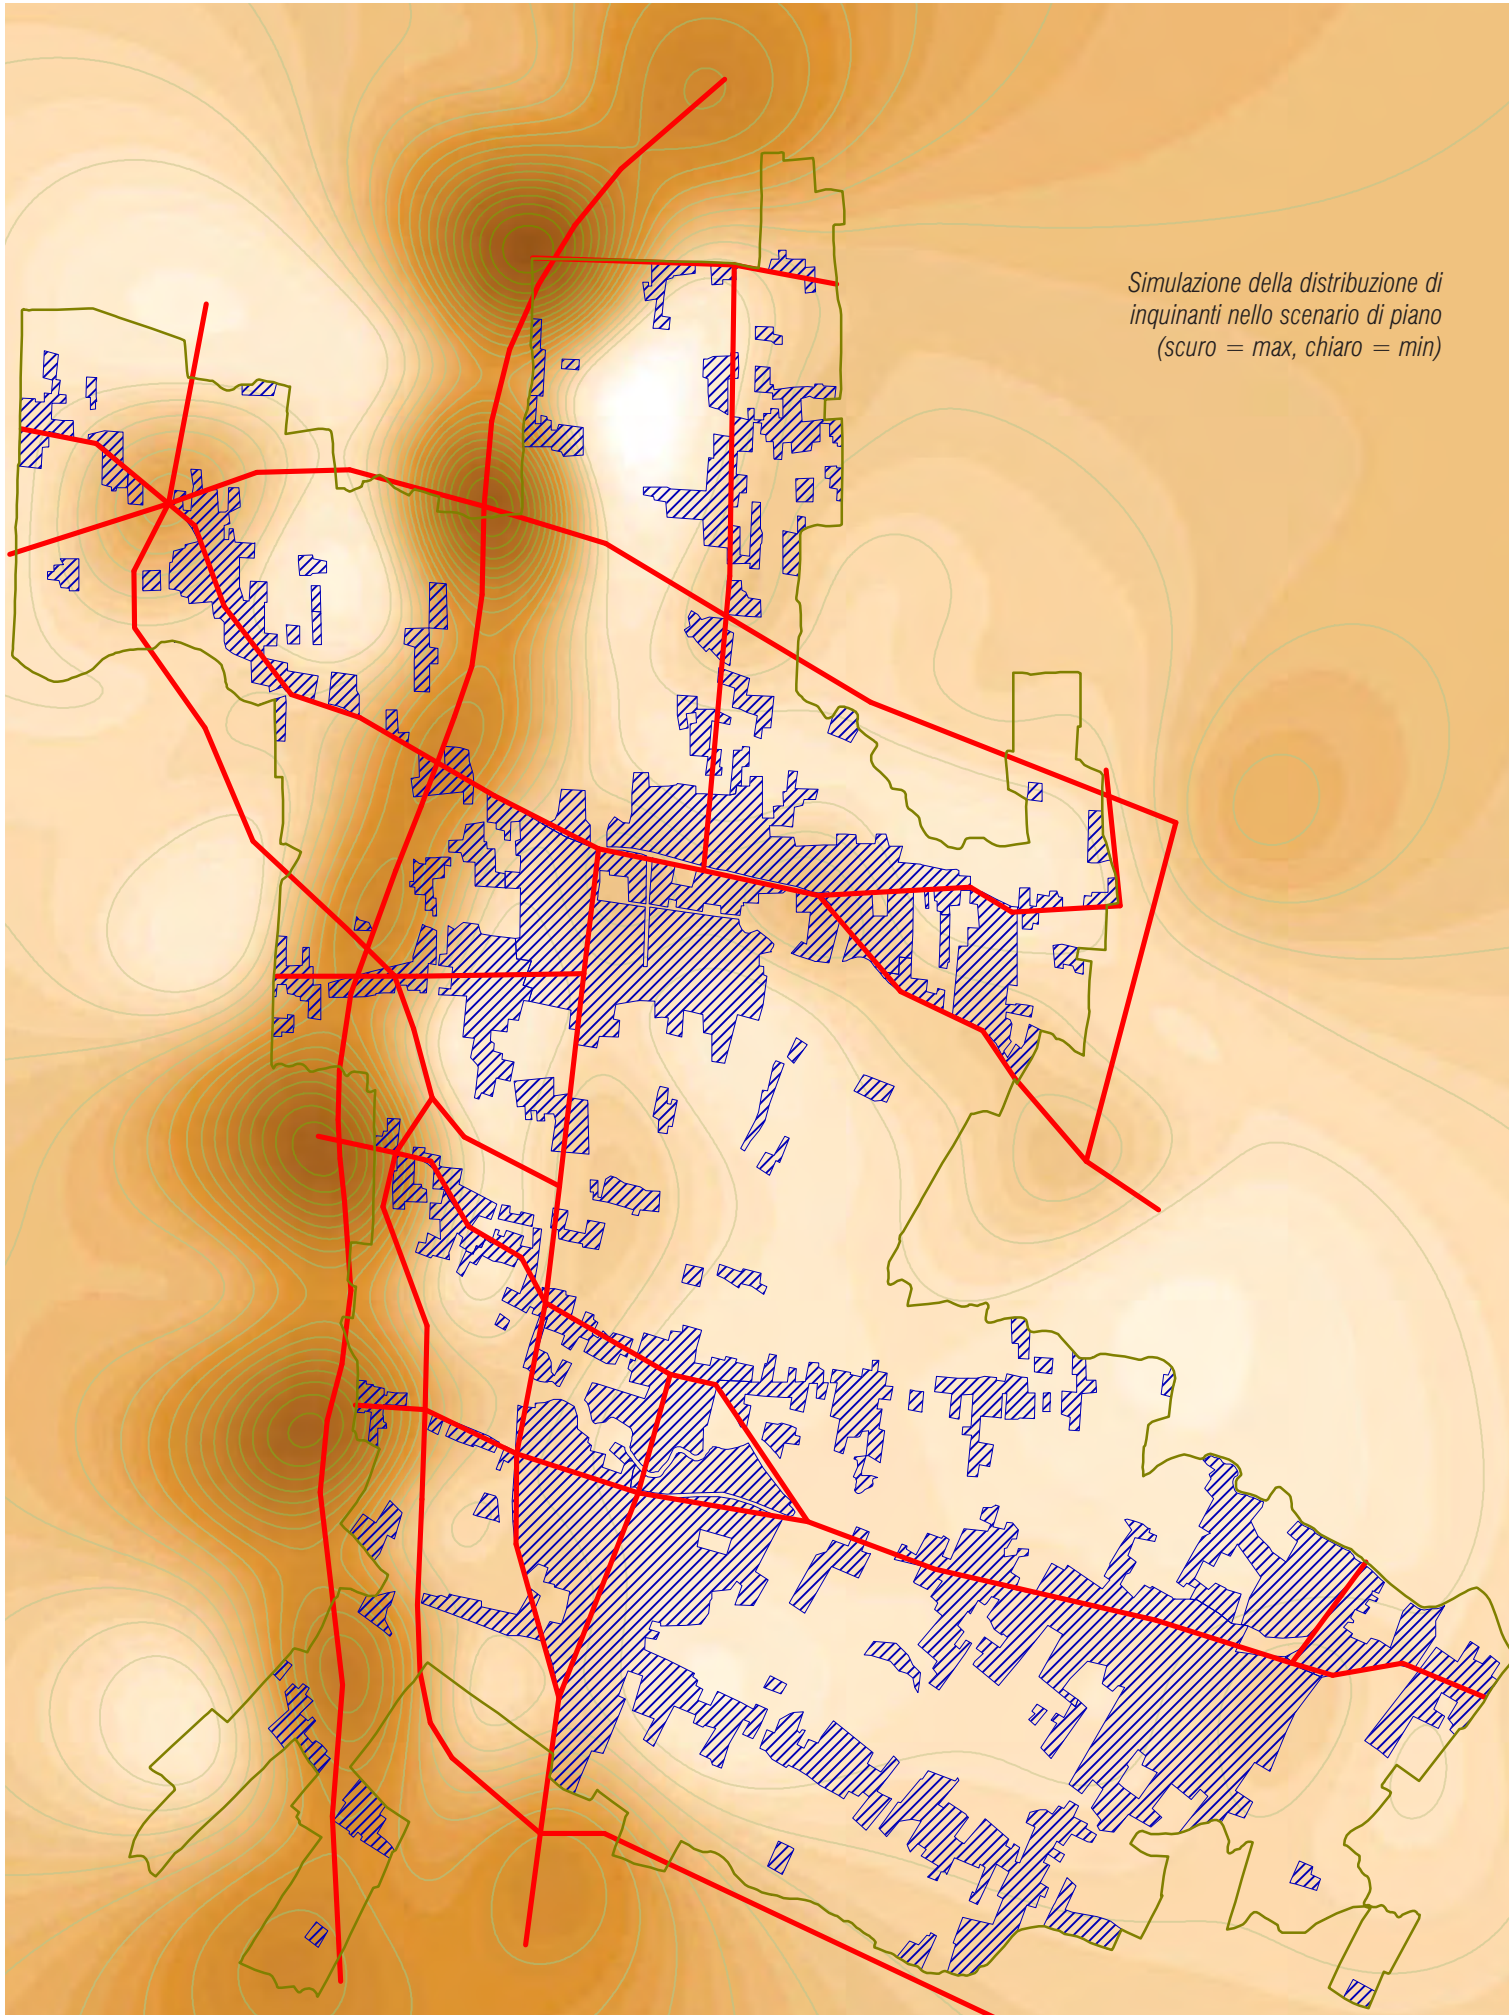 Simulazione della distribuzione di
inquinanti nello scenario di piano
(scuro = max, chiaro = min)